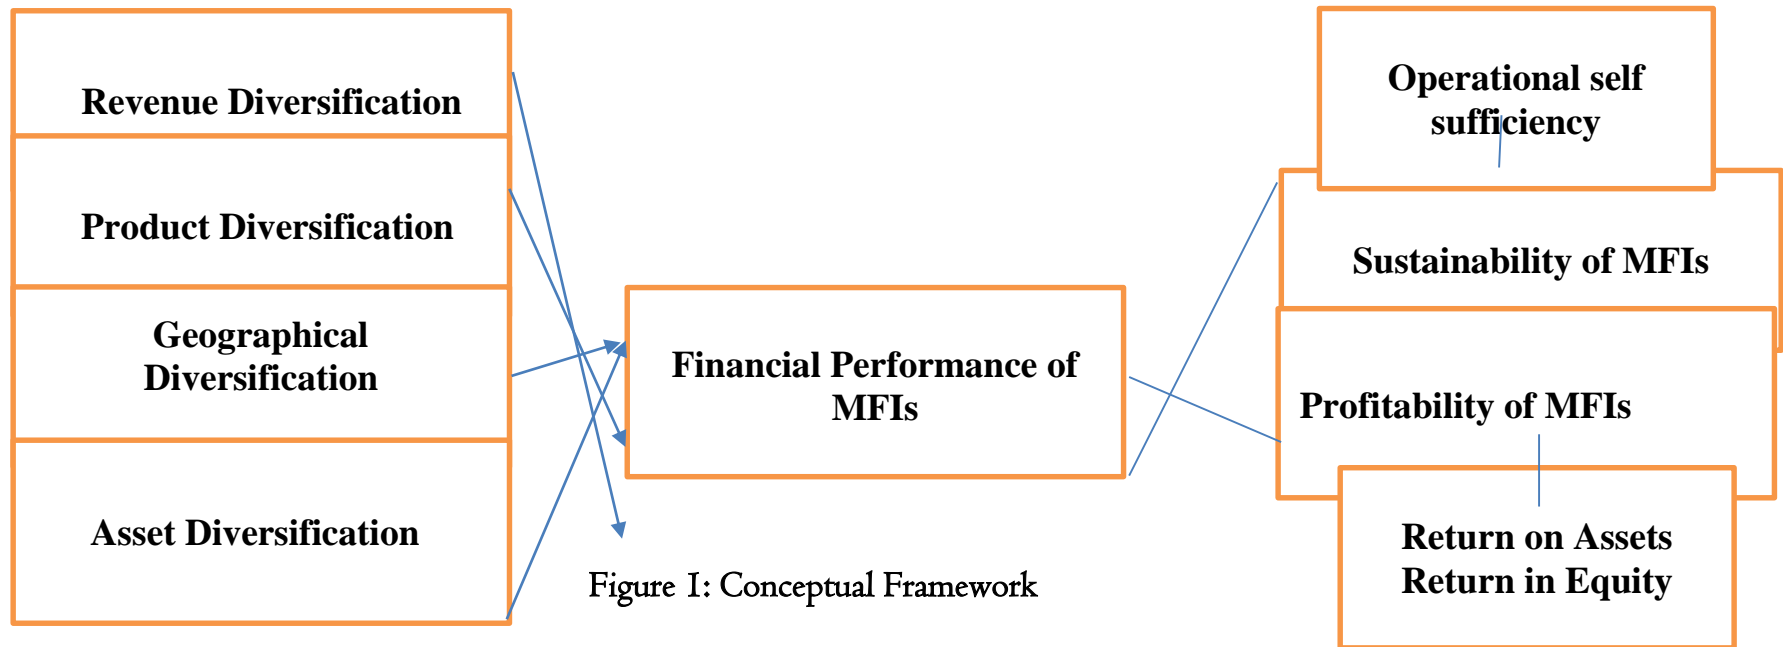 Revenue Diversification
Product Diversification
Geographical
Diversification
Asset Diversification
Financial Performance of
MFIs
Operational self
sufficiency
Sustainability of MFIs
Profitability of MFIs
Return on Assets
Return in Equity
Figure 1: Conceptual Framework